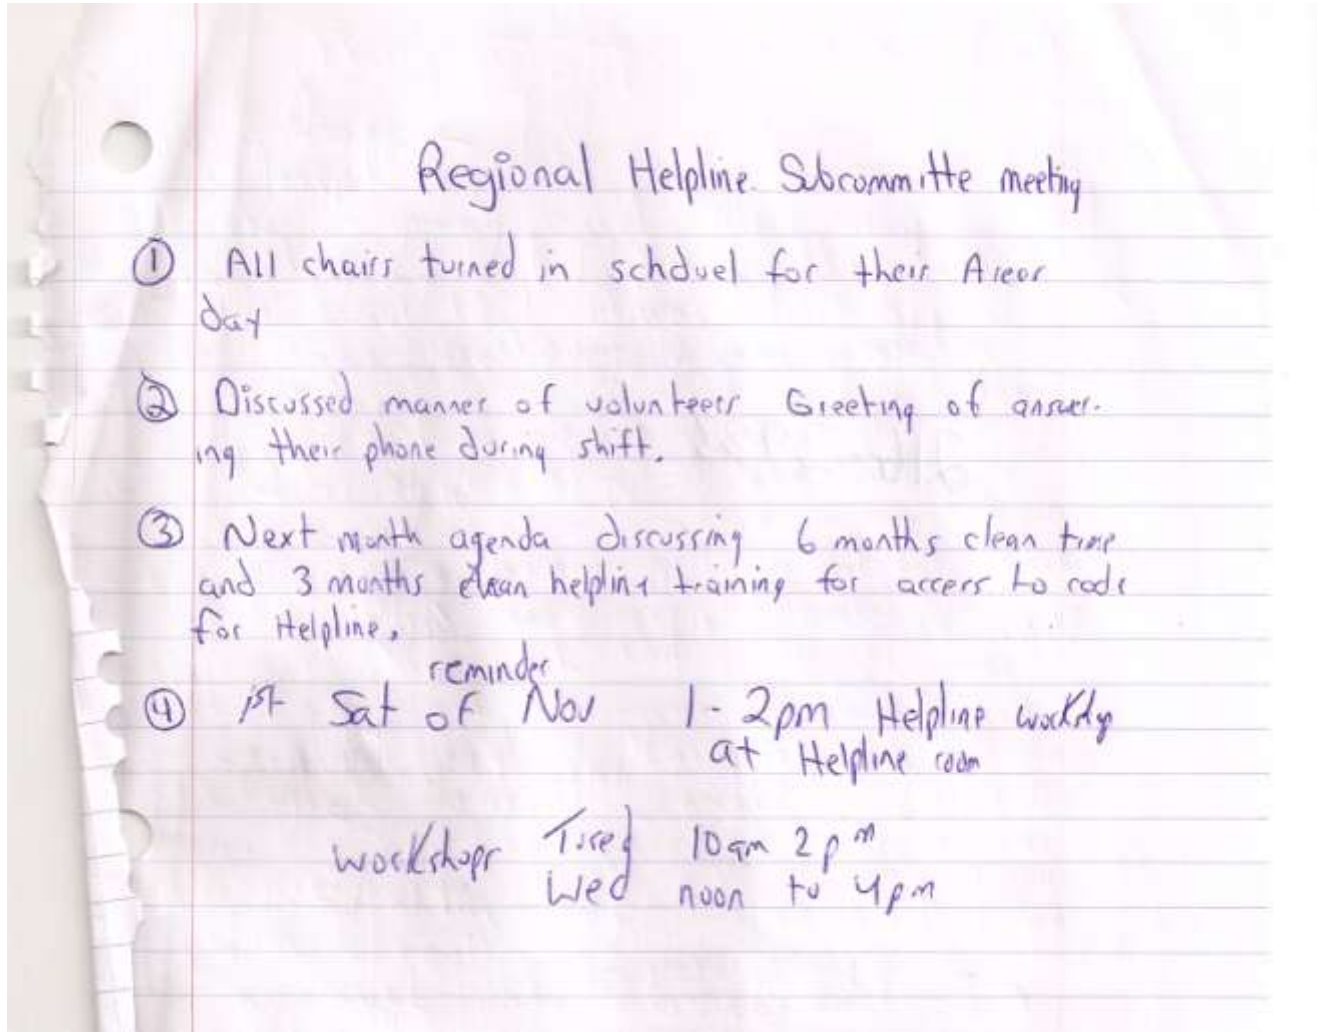 Regional Helpline Subcommitte meeting
① All chairs turned in schduel for their Area
day
② Discussed manner of volunteers Greeting of answer-
ing their phone during shift.
③ Next month agenda discussing 6 months clean time
and 3 months clean helpline training for access to code
for Helpline.
reminder
④ 1st Sat of Nov 1-2pm Helpline workshop
at Helpline room
workshops Tues 10am 2pm
Wed noon to 4pm